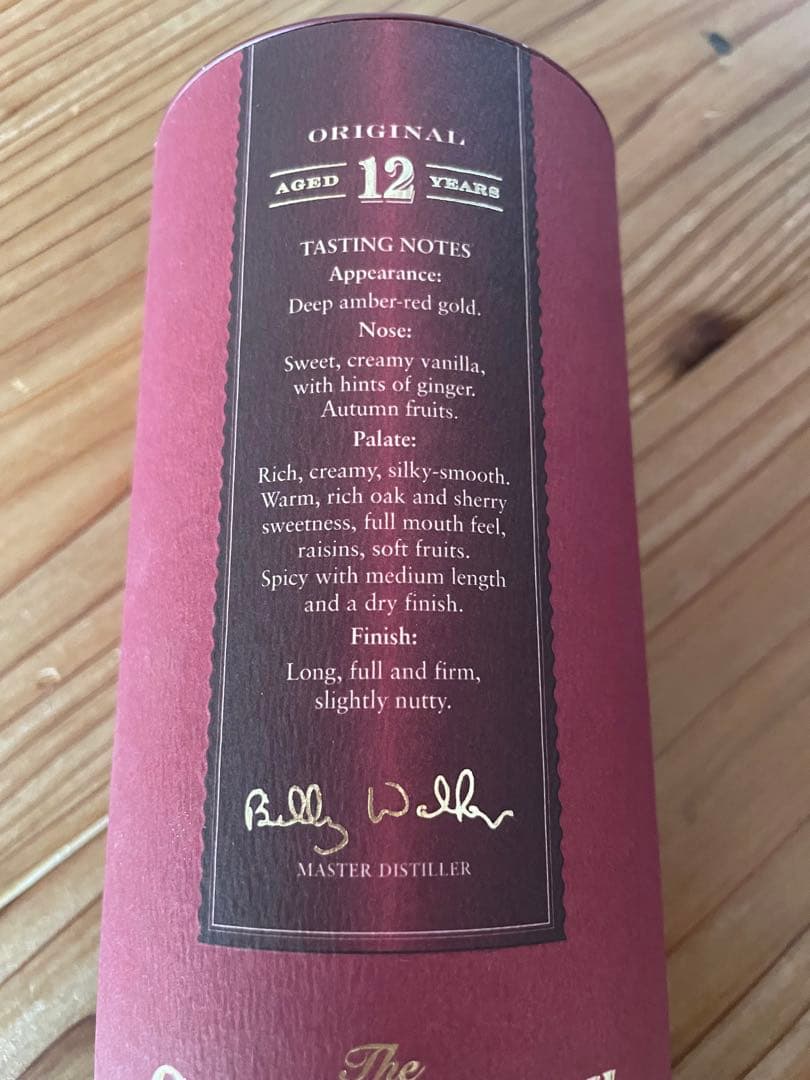 ORIGINAL
AGED 12 YEARS
TASTING NOTES
Appearance:
Deep amber-red gold.
Nose:
Sweet, creamy vanilla,
with hints of ginger.
Autumn fruits.
Palate:
Rich, creamy, silky-smooth.
Warm, rich oak and sherry
sweetness, full mouth feel,
raisins, soft fruits.
Spicy with medium length
and a dry finish.
Finish:
Long, full and firm,
slightly nutty.
Billy Walker
MASTER DISTILLER
The